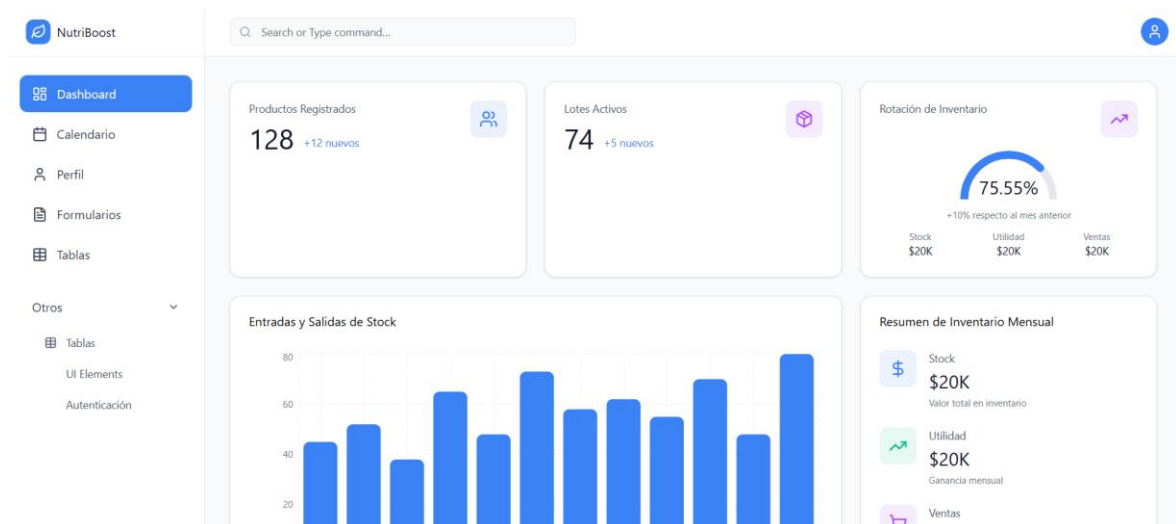 NutriBoost
Search or Type command...
Dashboard
Calendario
Perfil
Formularios
Tablas
Otros
Tablas
UI Elements
Autenticación
Productos Registrados
128 +12 nuevos
Lotes Activos
74 +5 nuevos
Rotación de Inventario
75.55%
+10% respecto al mes anterior
Stock Utilidad Ventas
$20K $20K $20K
Entradas y Salidas de Stock
80
60
40
20
Resumen de Inventario Mensual
Stock
$20K
Valor total en inventario
Utilidad
$20K
Ganancia mensual
Ventas